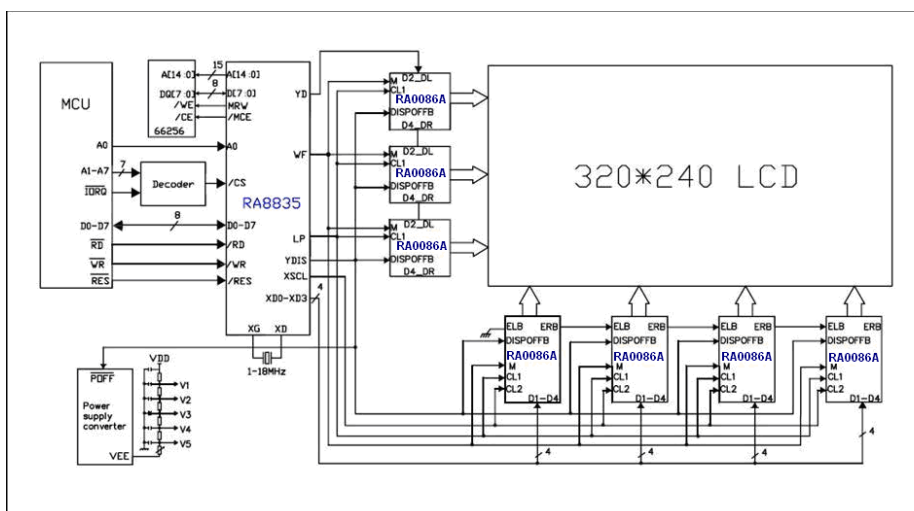 MCU
A0
A1-A7
7
IORQ
D0-D7
8
RD
WR
RES
Decoder
A[14:0]
15
DQ[7:0]
8
/WE
/CE
66256
A[14:0]
D[7:0]
MRW
/MCE
A0
/CS
RA8835
D0-D7
/RD
/WR
/RES
YD
WF
LP
YDIS
XSCL
XD0-XD3
4
XG XD
1-18MHz
D2_DL
M
CL1
RA0086A
DISPOFFB
D4_DR
D2_DL
M
CL1
RA0086A
DISPOFFB
D4_DR
D2_DL
M
CL1
RA0086A
DISPOFFB
D4_DR
320*240 LCD
ELB ERB
DISPOFFB
RA0086A
M
CL1
CL2
D1-D4
4
ELB ERB
DISPOFFB
RA0086A
M
CL1
CL2
D1-D4
4
ELB ERB
DISPOFFB
RA0086A
M
CL1
CL2
D1-D4
4
ELB ERB
DISPOFFB
RA0086A
M
CL1
CL2
D1-D4
4
POFF
Power
supply
converter
VEE
VDD
V1
V2
V3
V4
V5